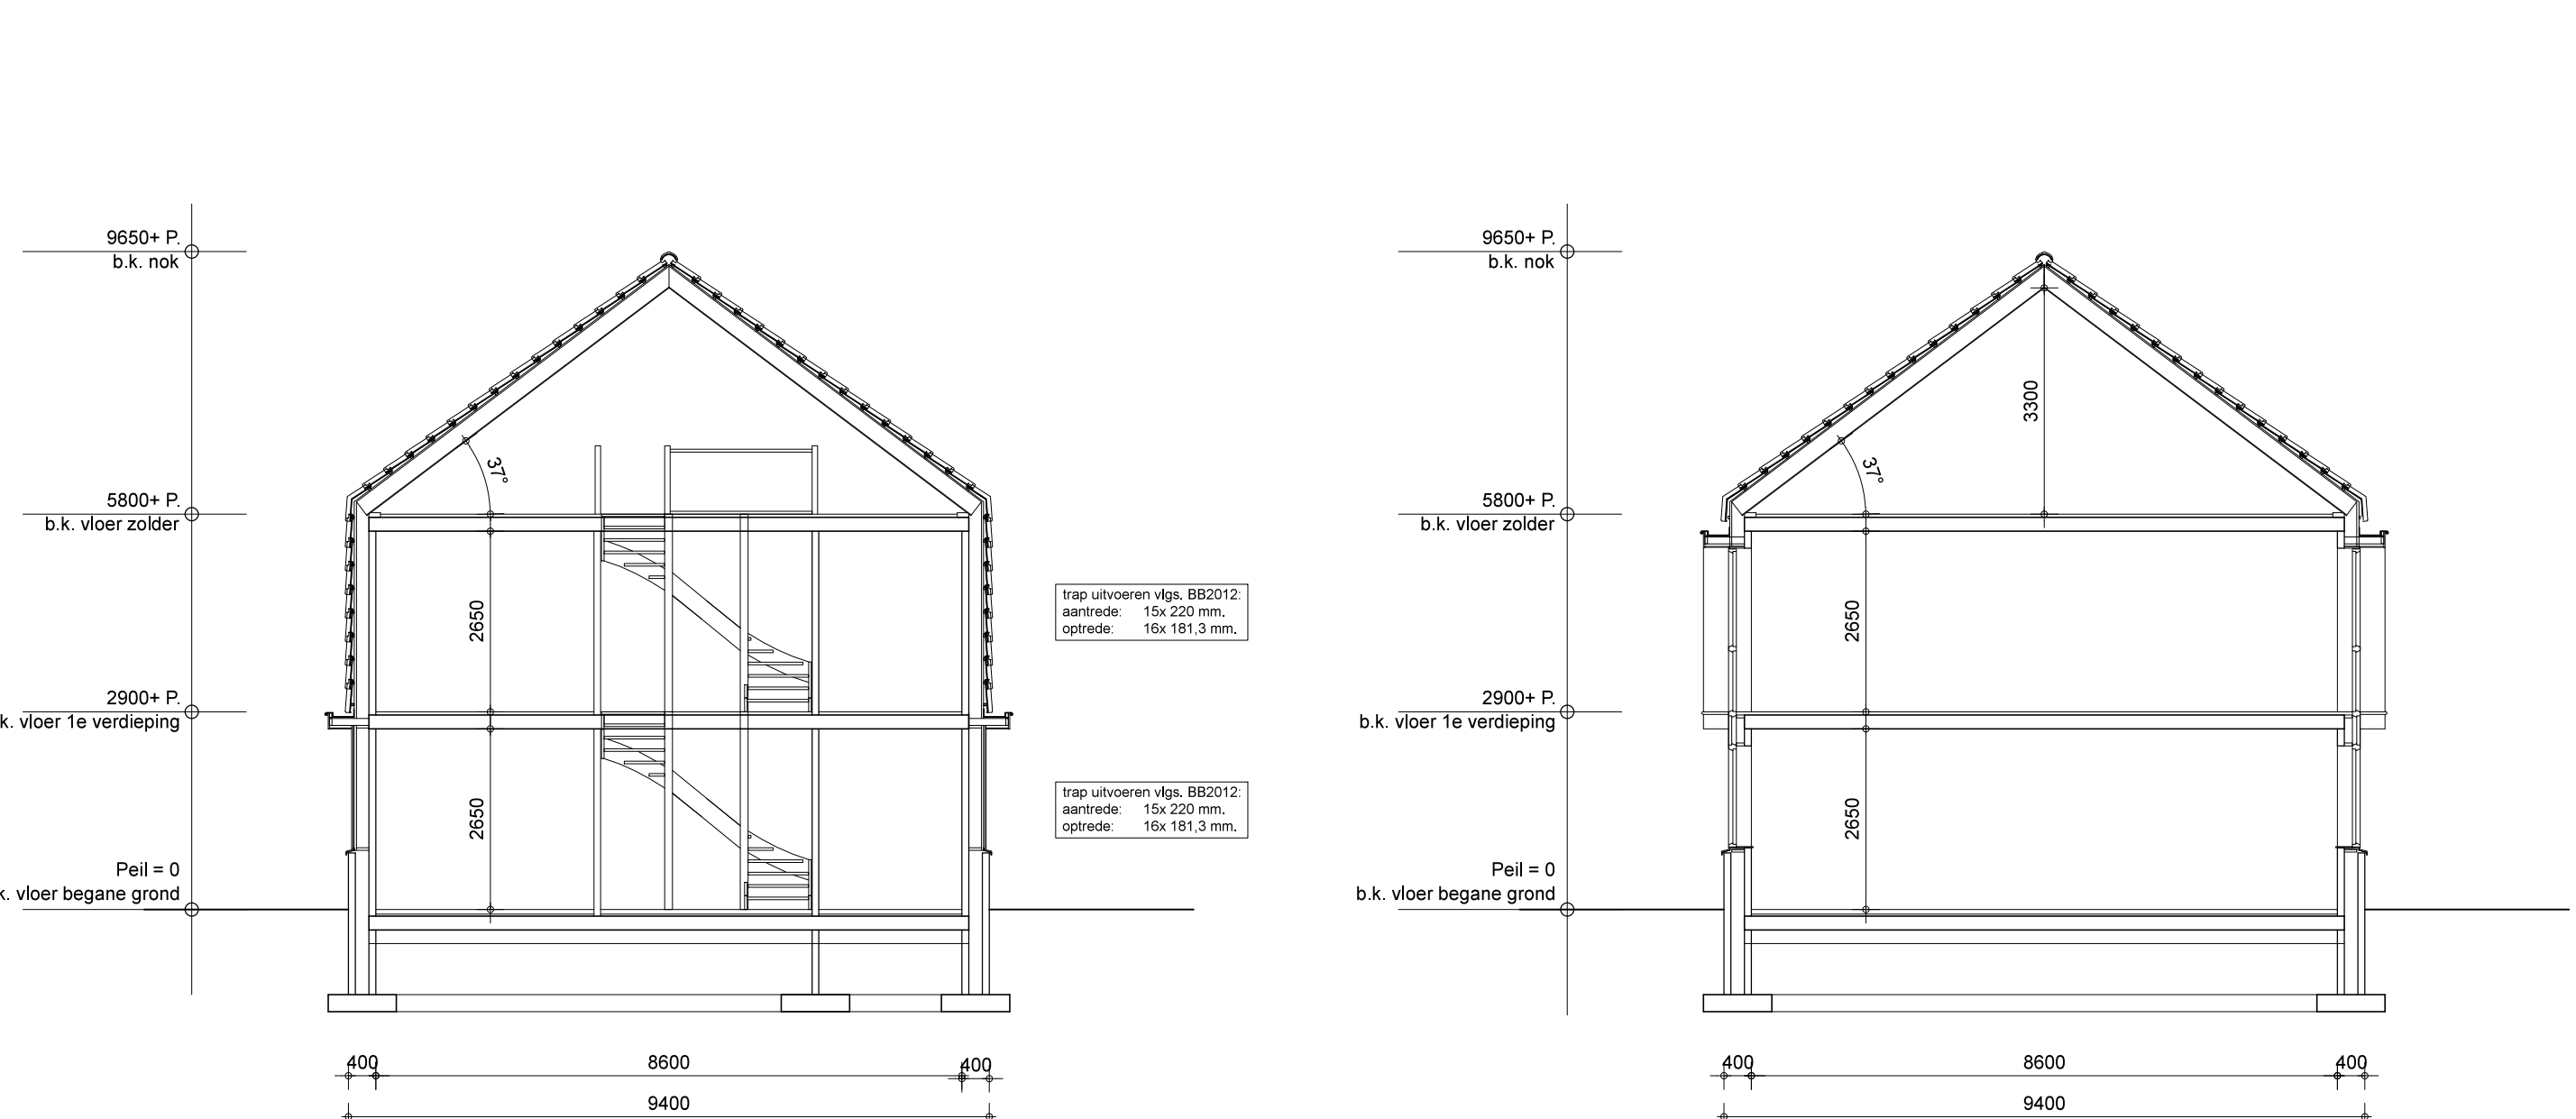 9650+ P.
b.k. nok
37°
5800+ P.
b.k. vloer zolder
2650
trap uitvoeren vlgs. BB2012:
aantrede: 15x 220 mm.
optrede: 16x 181,3 mm.
2900+ P.
k. vloer 1e verdieping
2650
trap uitvoeren vlgs. BB2012:
aantrede: 15x 220 mm.
optrede: 16x 181,3 mm.
Peil = 0
k. vloer begane grond
400 8600 400
9400
9650+ P.
b.k. nok
3300
37°
5800+ P.
b.k. vloer zolder
2650
2900+ P.
b.k. vloer 1e verdieping
2650
Peil = 0
b.k. vloer begane grond
400 8600 400
9400